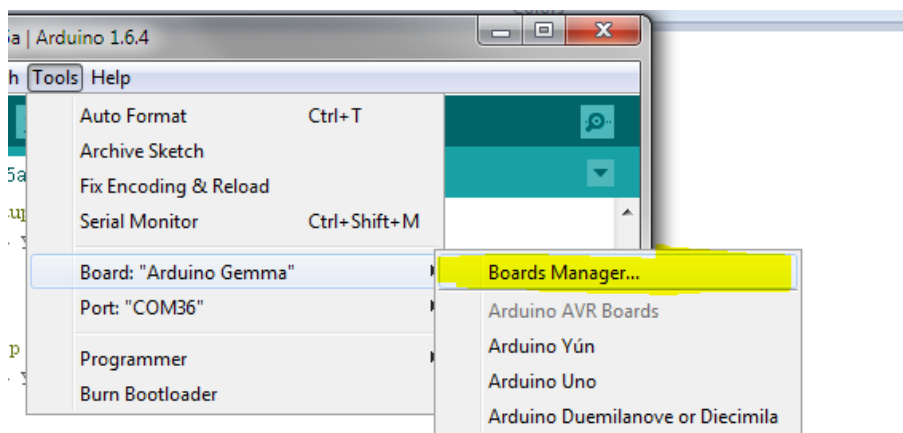 a | Arduino 1.6.4
h Tools Help
Auto Format Ctrl+T
Archive Sketch
Fix Encoding & Reload
Serial Monitor Ctrl+Shift+M
Board: "Arduino Gemma"
Port: "COM36"
Programmer
Burn Bootloader
Boards Manager...
Arduino AVR Boards
Arduino Yún
Arduino Uno
Arduino Duemilanove or Diecimila